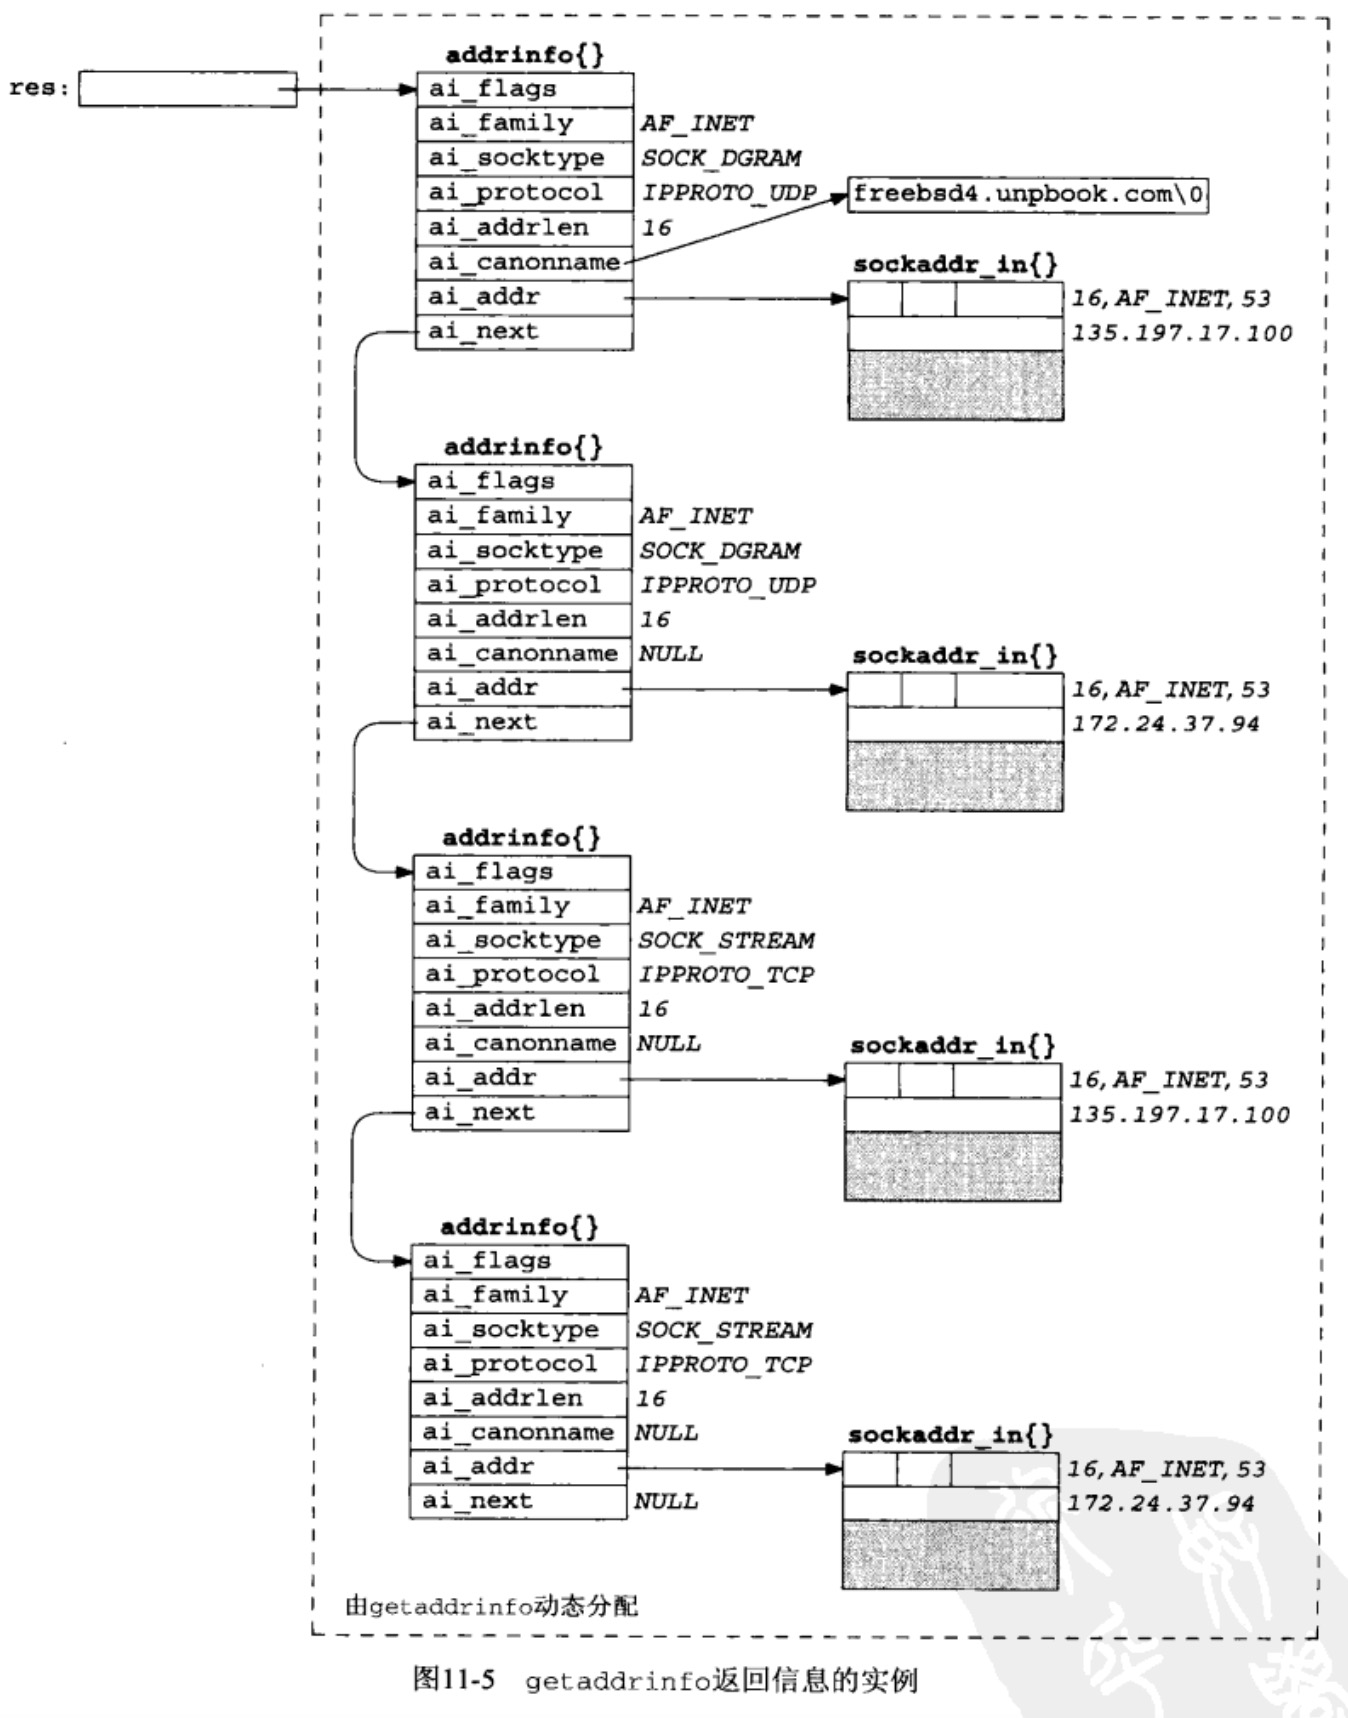 addrinfo{}
res:
ai_flags
ai_family AF_INET
ai_socktype SOCK_DGRAM
ai_protocol IPPROTO_UDP
freebsd4.unpbook.com\0
ai_addrlen 16
ai_canonname
sockaddr_in{}
ai_addr
16, AF_INET, 53
ai_next
135.197.17.100
addrinfo{}
ai_flags
ai_family AF_INET
ai_socktype SOCK_DGRAM
ai_protocol IPPROTO_UDP
ai_addrlen 16
ai_canonname NULL
sockaddr_in{}
ai_addr
16, AF_INET, 53
ai_next
172.24.37.94
addrinfo{}
ai_flags
ai_family AF_INET
ai_socktype SOCK_STREAM
ai_protocol IPPROTO_TCP
ai_addrlen 16
ai_canonname NULL
sockaddr_in{}
ai_addr
16, AF_INET, 53
ai_next
135.197.17.100
addrinfo{}
ai_flags
ai_family AF_INET
ai_socktype SOCK_STREAM
ai_protocol IPPROTO_TCP
ai_addrlen 16
ai_canonname NULL
sockaddr_in{}
ai_addr
16, AF_INET, 53
ai_next NULL
172.24.37.94
由getaddrinfo动态分配
图11-5 getaddrinfo返回信息的实例